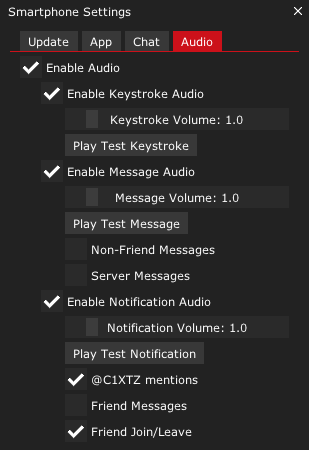 Smartphone Settings
Update App Chat Audio
Enable Audio
Enable Keystroke Audio
Keystroke Volume: 1.0
Play Test Keystroke
Enable Message Audio
Message Volume: 1.0
Play Test Message
Non-Friend Messages
Server Messages
Enable Notification Audio
Notification Volume: 1.0
Play Test Notification
@C1XTZ mentions
Friend Messages
Friend Join/Leave